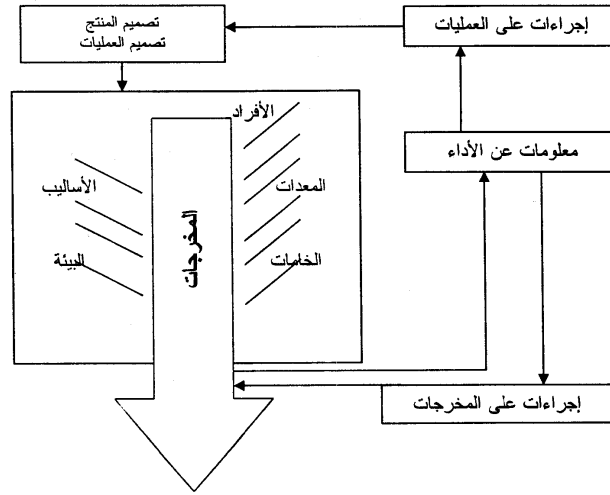 تصميم المنتج
تصميم العمليات
إجراءات على العمليات
معلومات عن الأداء
الأفراد
المعدات
الخامات
الأساليب
البيئة
المخرجات
إجراءات على المخرجات